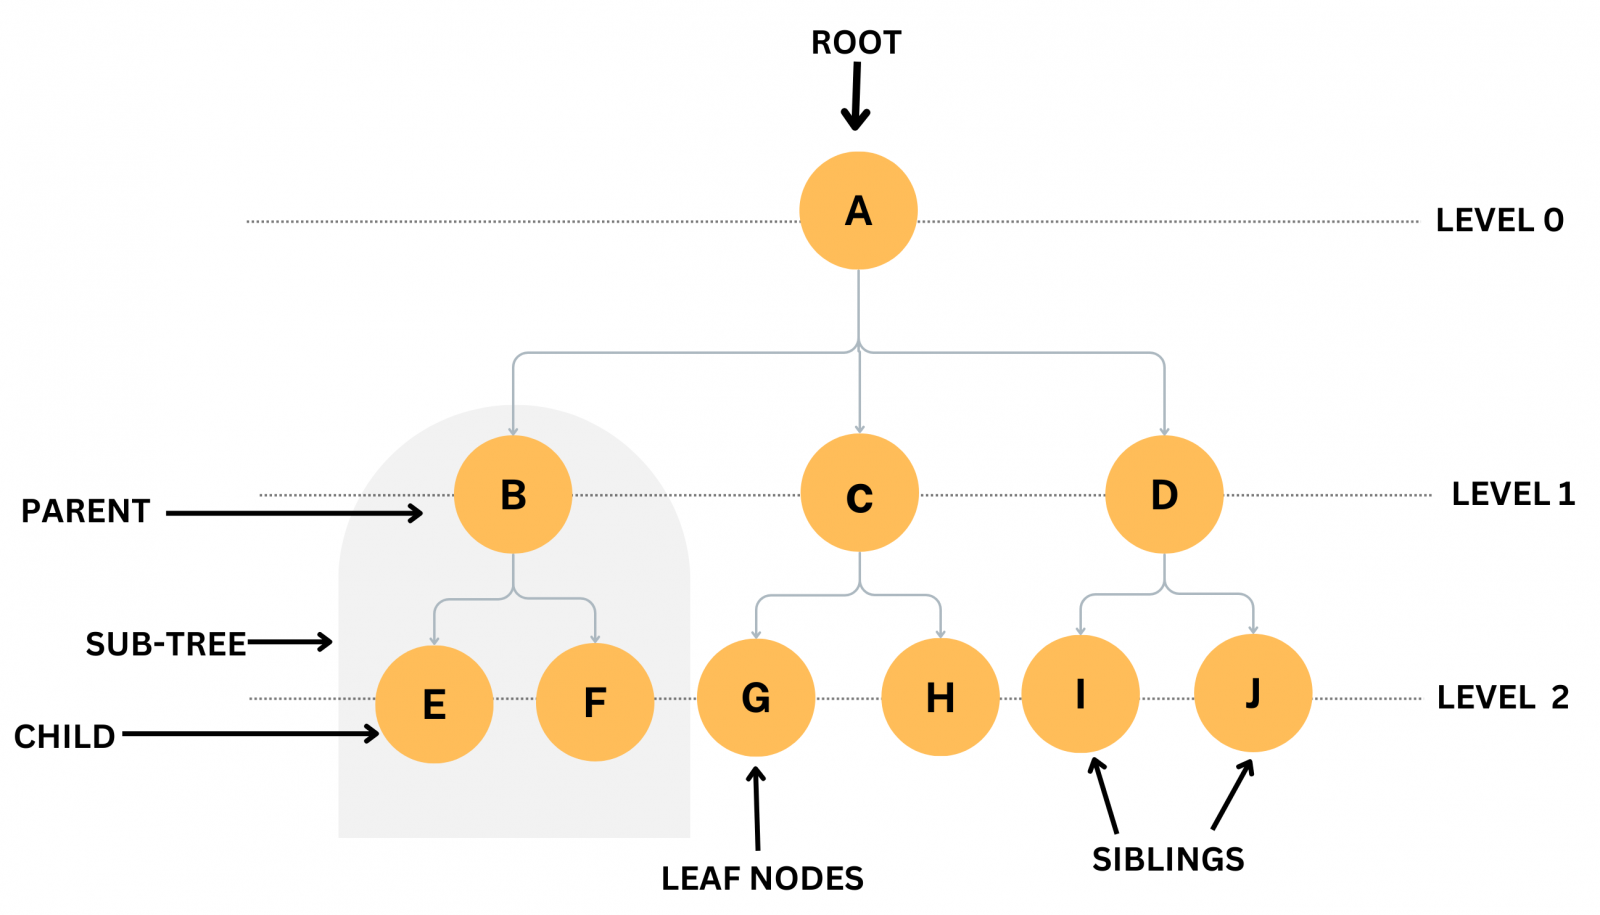 ROOT
A
LEVEL 0
B
C
D
LEVEL 1
PARENT
SUB-TREE
E
F
G
H
I
J
LEVEL 2
CHILD
LEAF NODES
SIBLINGS